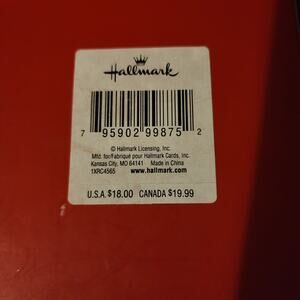 Hallmark
7 95902 99875 2
© Hallmark Licensing, Inc.
Mfd. for/Fabriqué pour Hallmark Cards, Inc.
Kansas City, MO 64141 Made in China
1XRC4565 www.hallmark.com
U.S.A. $18.00 CANADA $19.99